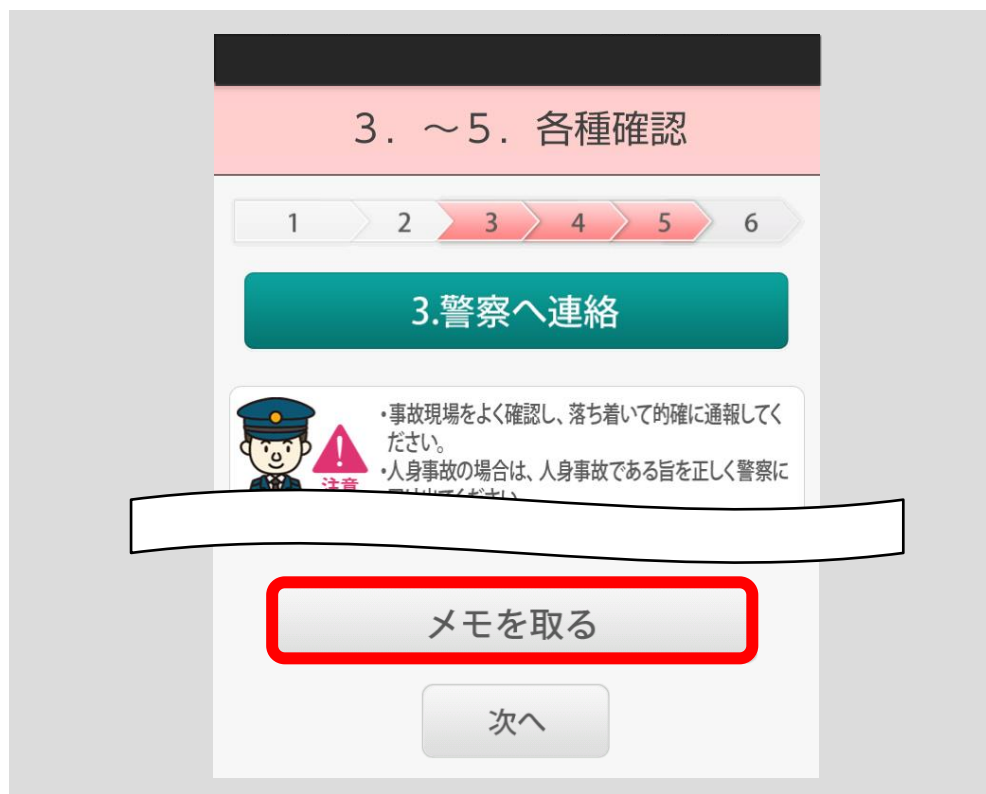 ３．～５．各種確認
1 2 3 4 5 6
3.警察へ連絡
・事故現場をよく確認し、落ち着いて的確に通報してく
ださい。
・人身事故の場合は、人身事故である旨を正しく警察に
注意
メモを取る
次へ